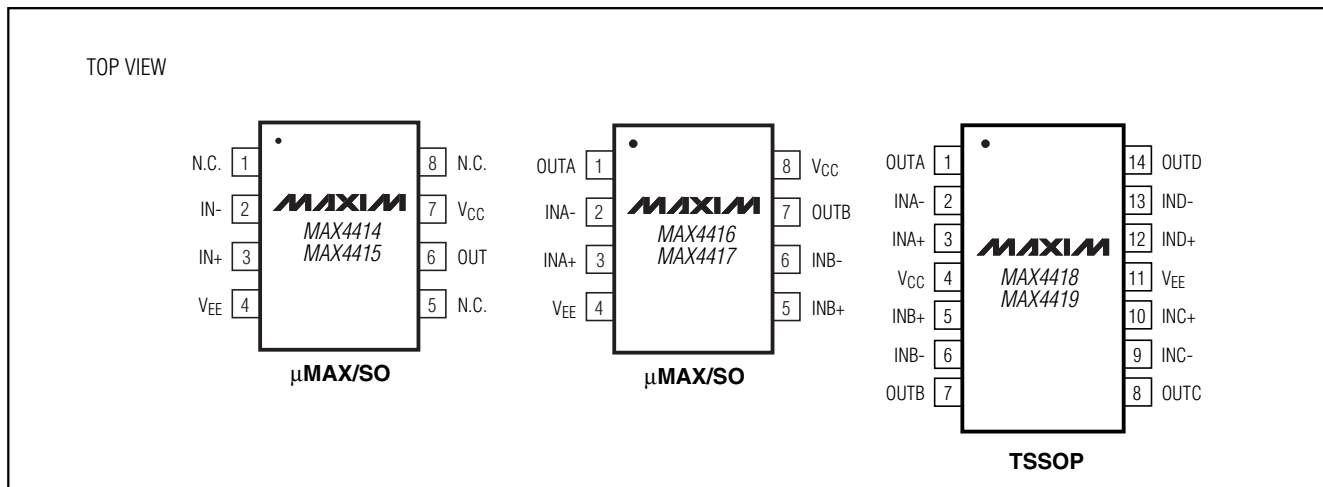 TOP VIEW
N.C. 1
IN- 2
IN+ 3
VEE 4
8 N.C.
7 VCC
6 OUT
5 N.C.
MAXIM
MAX4414
MAX4415
μMAX/SO
OUTA 1
INA- 2
INA+ 3
VEE 4
8 VCC
7 OUTB
6 INB-
5 INB+
MAXIM
MAX4416
MAX4417
μMAX/SO
OUTA 1
INA- 2
INA+ 3
VCC 4
INB+ 5
INB- 6
OUTB 7
14 OUTD
13 IND-
12 IND+
11 VEE
10 INC+
9 INC-
8 OUTC
MAXIM
MAX4418
MAX4419
TSSOP